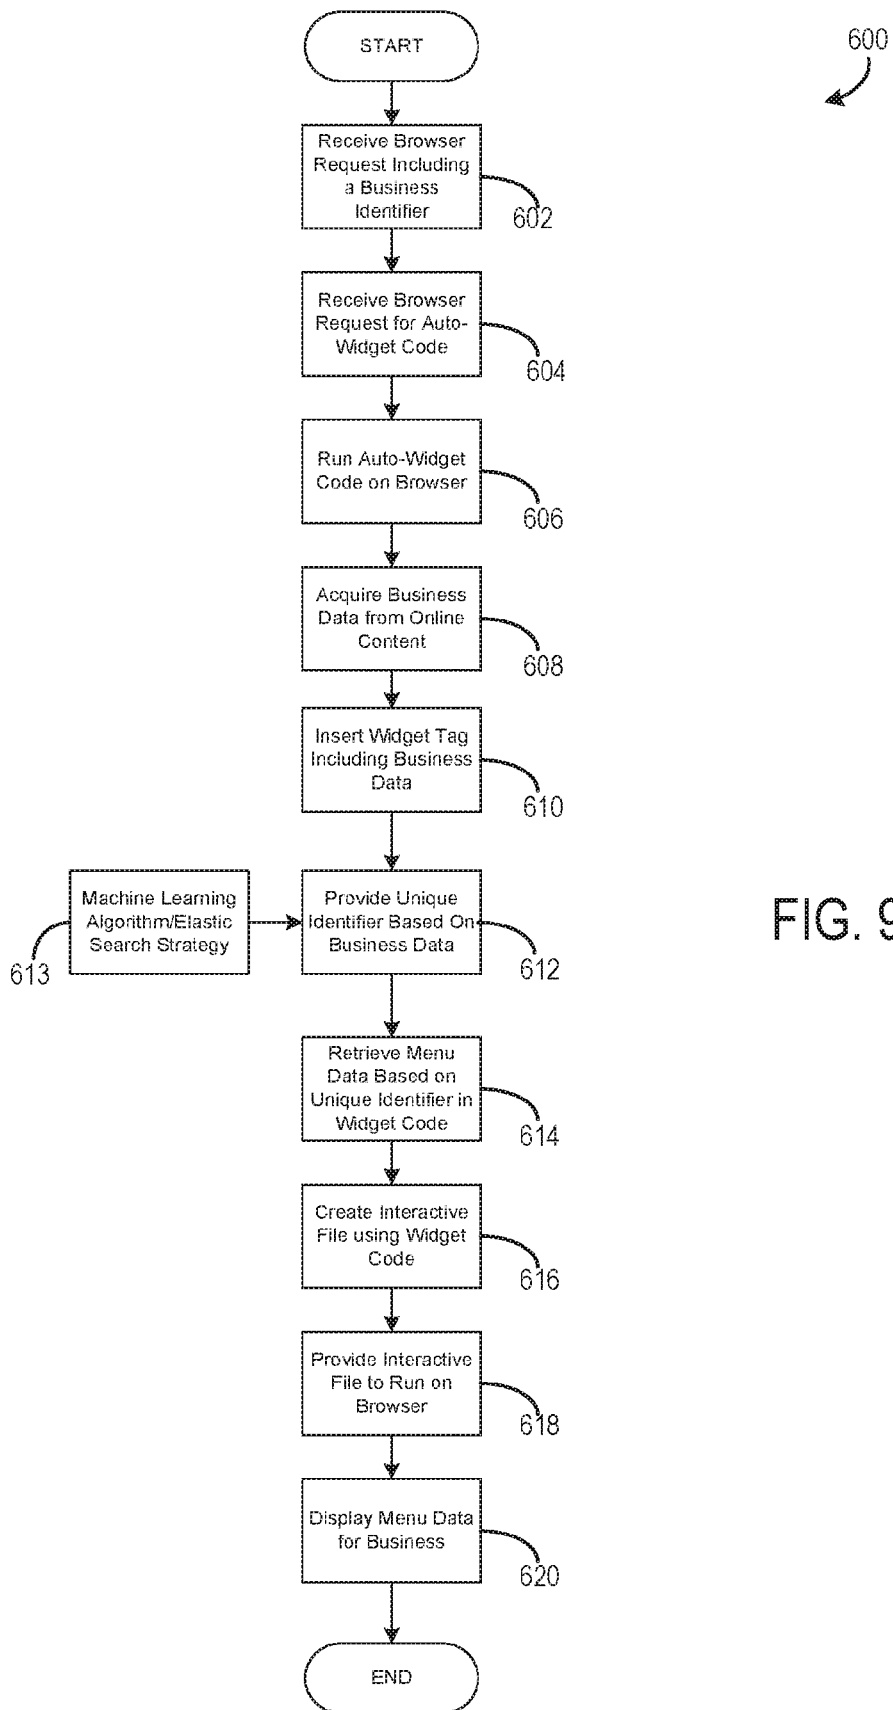 START
600
Receive Browser
Request Including
a Business
Identifier
602
Receive Browser
Request for Auto-
Widget Code
604
Run Auto-Widget
Code on Browser
606
Acquire Business
Data from Online
Content
608
Insert Widget Tag
Including Business
Data
610
Machine Learning
Algorithm/Elastic
Search Strategy
613
Provide Unique
Identifier Based On
Business Data
612
FIG. 9
Retrieve Menu
Data Based on
Unique Identifier in
Widget Code
614
Create Interactive
File using Widget
Code
616
Provide Interactive
File to Run on
Browser
618
Display Menu Data
for Business
620
END